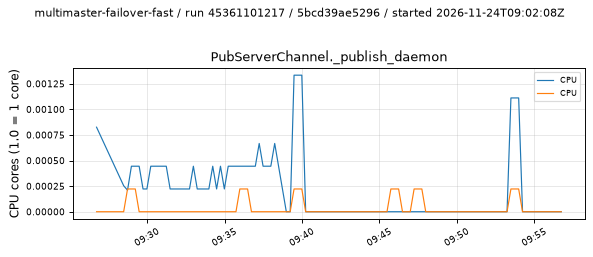 multimaster-failover-fast / run 45361101217 / 5bcd39ae5296 / started 2026-11-24T09:02:08Z
PubServerChannel._publish_daemon
CPU cores (1.0 = 1 core)
0.00125
0.00100
0.00075
0.00050
0.00025
0.00000
CPU
CPU
09:30
09:35
09:40
09:45
09:50
09:55